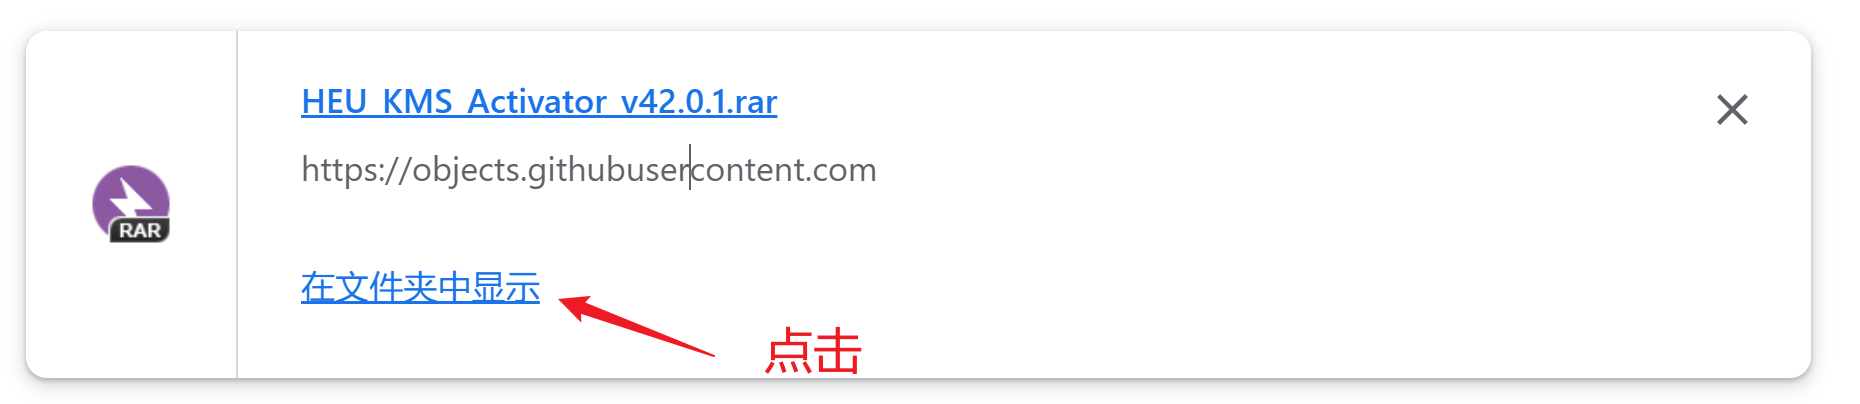 HEU_KMS_Activator_v42.0.1.rar
https://objects.githubusercontent.com
RAR
在文件夹中显示
点击